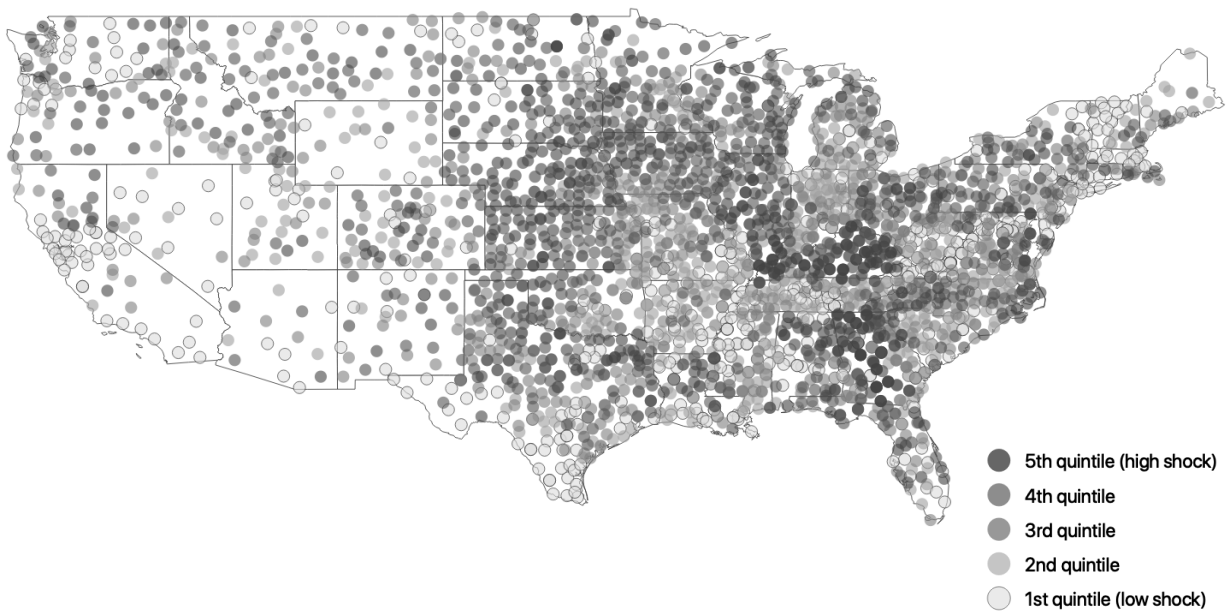 5th quintile (high shock)
4th quintile
3rd quintile
2nd quintile
1st quintile (low shock)